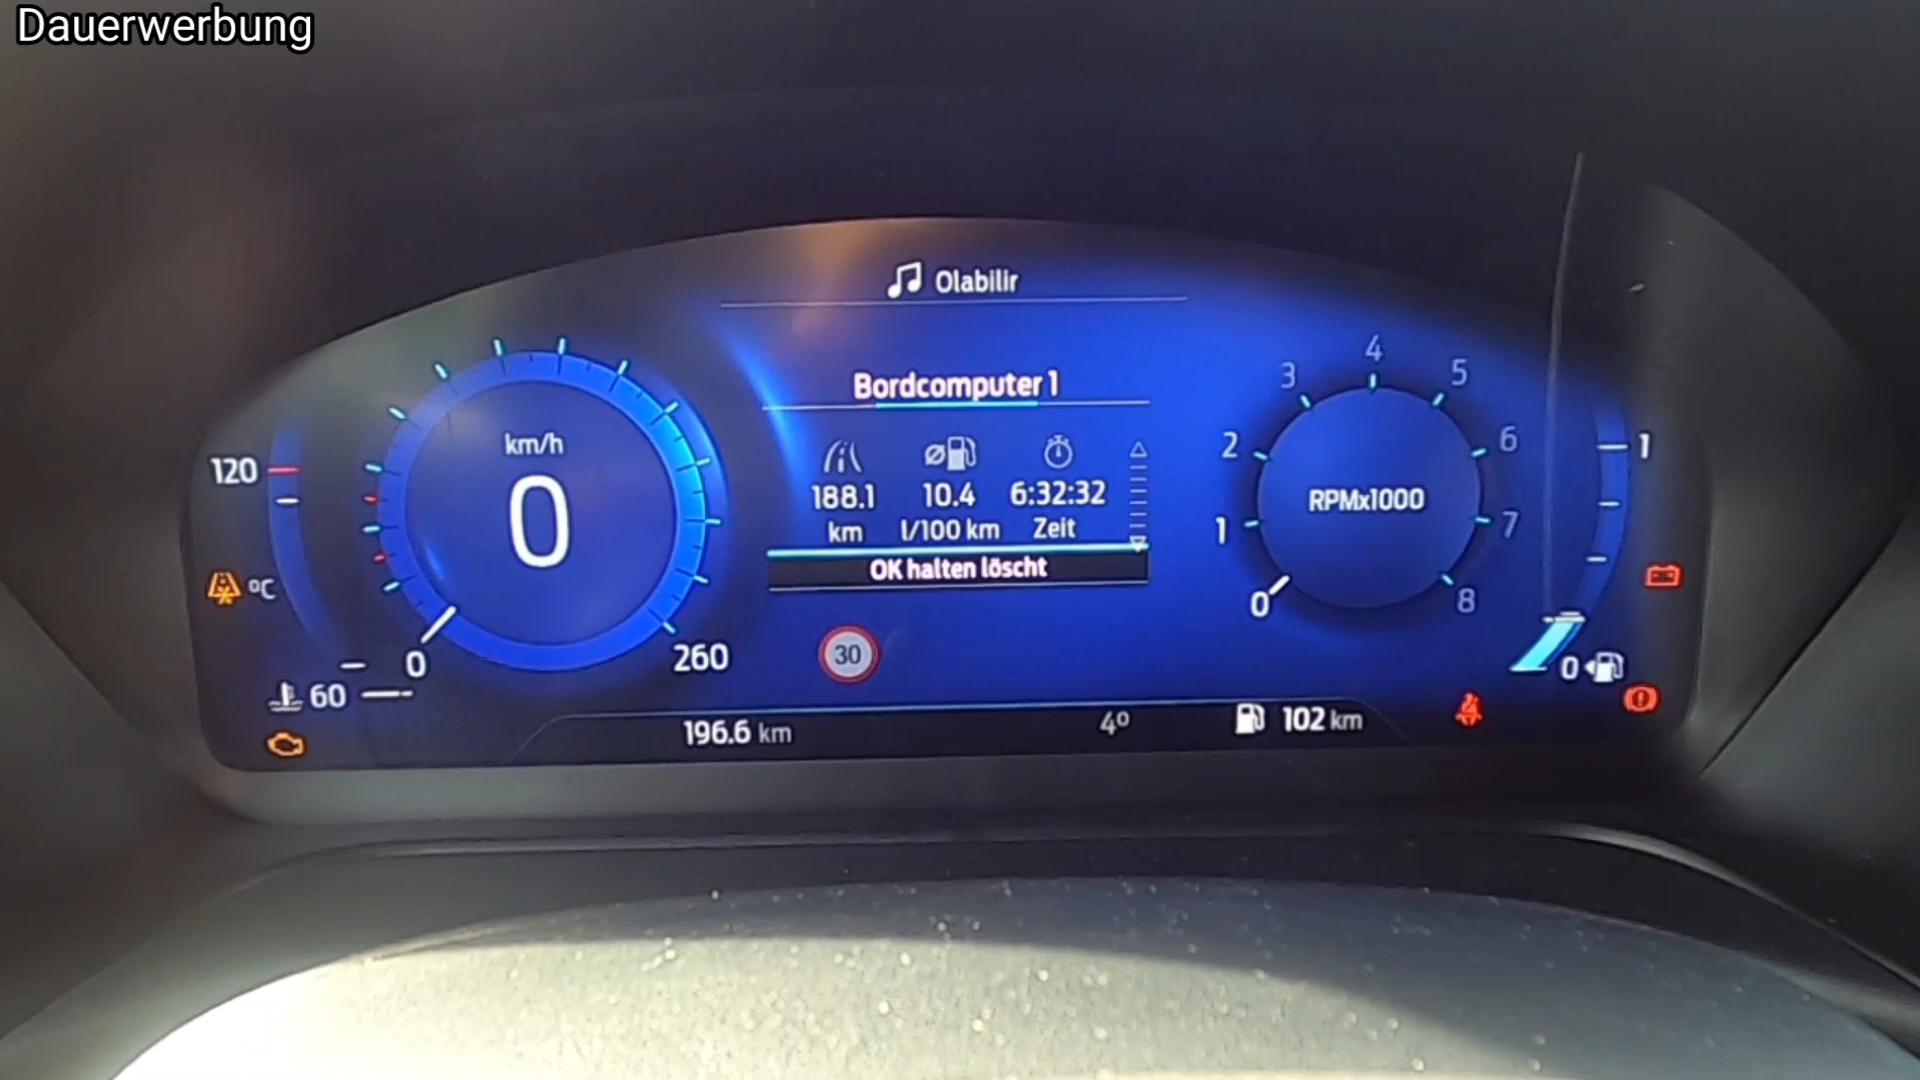 Dauerwerbung
Olabilir
Bordcomputer 1
188.1 10.4 6:32:32
km l/100 km Zeit
OK halten löscht
km/h
0
0
260
120
°C
60
30
RPMx1000
0
1
2
3
4
5
6
7
8
1
0
196.6 km
4°
102 km